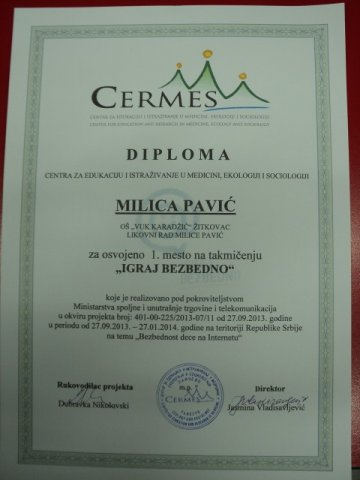 CERMES
CENTAR ZA EDUKACIJU I ISTRAŽIVANJE U MEDICINI, EKOLOGIJI I SOCIOLOGIJI
CENTER FOR EDUCATION AND RESEARCH IN MEDICINE, ECOLOGY AND SOCIOLOGY
DIPLOMA
CENTRA ZA EDUKACIJU I ISTRAŽIVANJE U MEDICINI, EKOLOGIJI I SOCIOLOGIJI
MILICA PAVIĆ
OŠ „VUK KARADŽIĆ“ ŽITKOVAC
LIKOVNI RAD MILICE PAVIĆ
za osvojeno 1. mesto na takmičenju
„IGRAJ BEZBEDNO“
koje je realizovano pod pokroviteljstvom
Ministarstva spoljne i unutrašnje trgovine i telekomunikacija
u okviru projekta broj: 401-00-225/2013-07/11 od 27.09.2013. godine
u periodu od 27.09.2013. – 27.01.2014. godine na teritoriji Republike Srbije
na temu „Bezbednost dece na Internetu“
Rukovodilac projekta
Dubravka Nikolovski
m.p.
CERMES
Direktor
Jasmina Vladisavljević